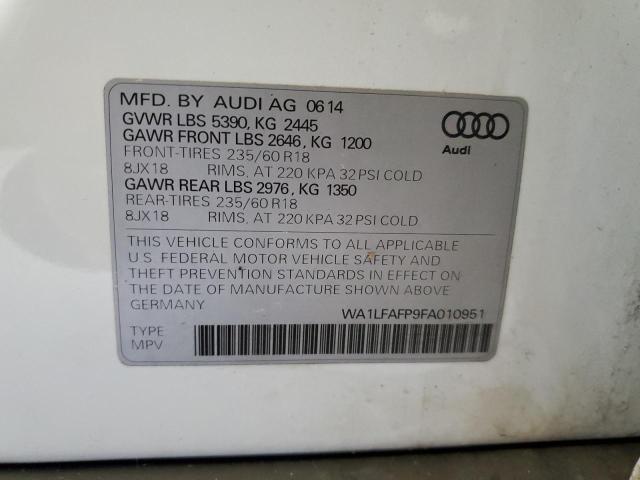 MFD. BY AUDI AG 06 14
GVWR LBS 5390, KG 2445
GAWR FRONT LBS 2646, KG 1200
FRONT-TIRES 235/60 R18
8JX18 RIMS, AT 220 KPA 32 PSI COLD
GAWR REAR LBS 2976, KG 1350
REAR-TIRES 235/60 R18
8JX18 RIMS, AT 220 KPA 32 PSI COLD
Audi
THIS VEHICLE CONFORMS TO ALL APPLICABLE
U.S FEDERAL MOTOR VEHICLE SAFETY AND
THEFT PREVENTION STANDARDS IN EFFECT ON
THE DATE OF MANUFACTURE SHOWN ABOVE
GERMANY
WA1LFAFP9FA010951
TYPE
MPV